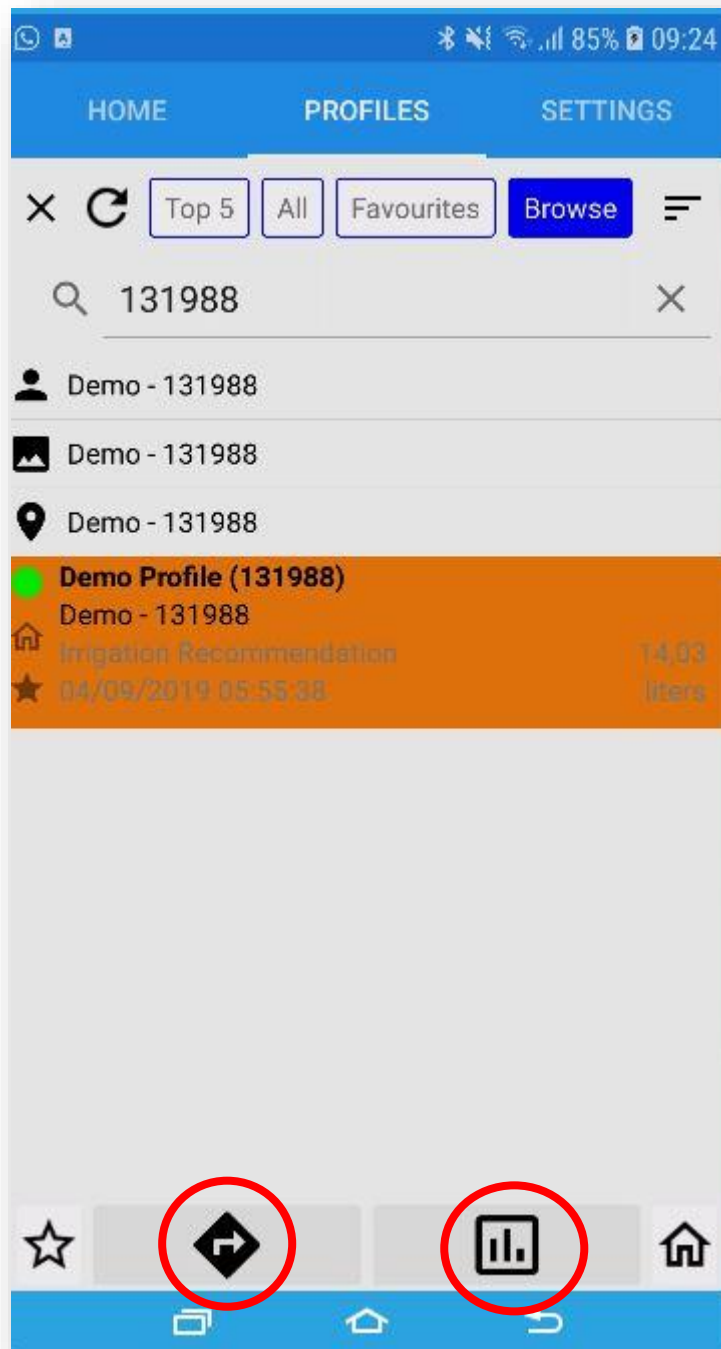 85% 09:24
HOME PROFILES SETTINGS
Top 5 All Favourites Browse
131988
Demo - 131988
Demo - 131988
Demo - 131988
Demo Profile (131988)
Demo - 131988
Irrigation Recommendation 14,03
04/09/2019 05:55:38 liters